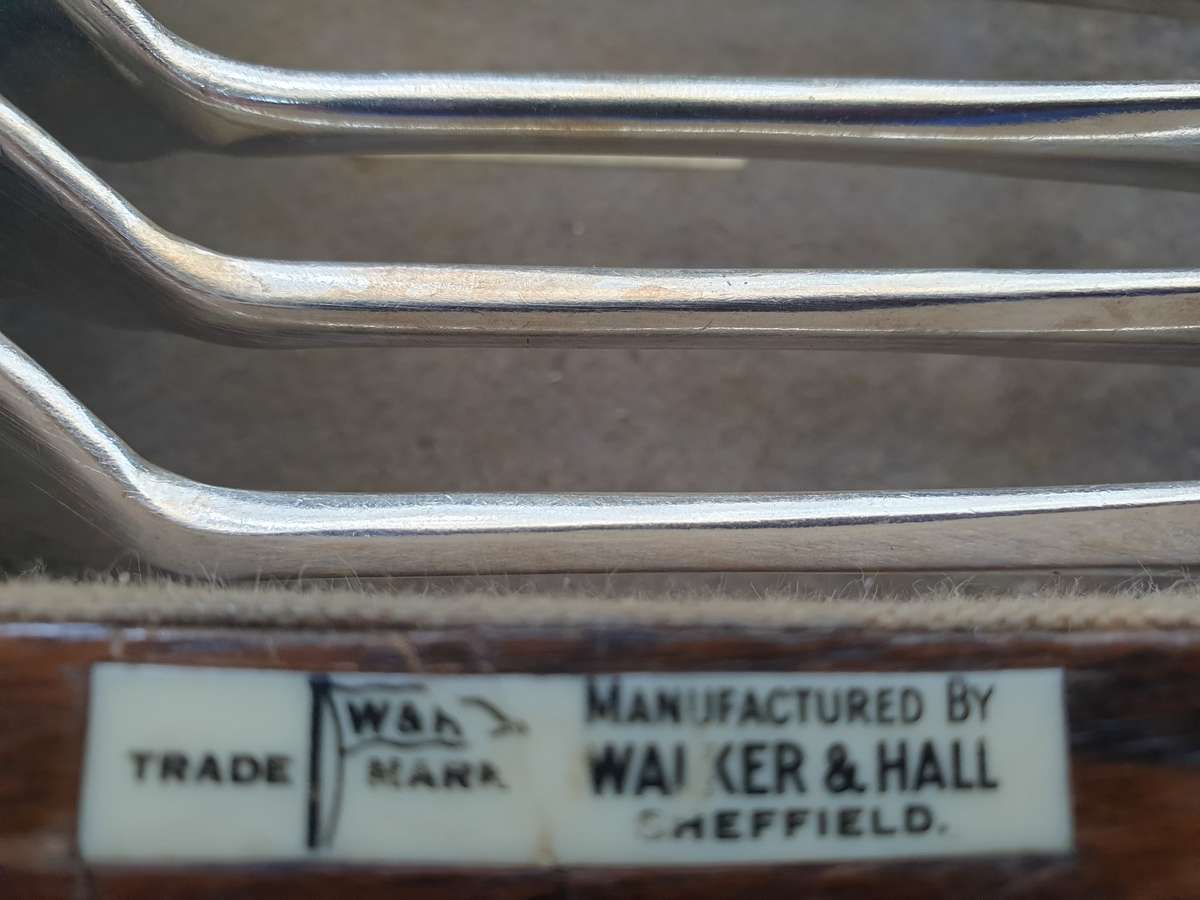 W&H
TRADE MARK
MANUFACTURED BY
WALKER & HALL
SHEFFIELD.